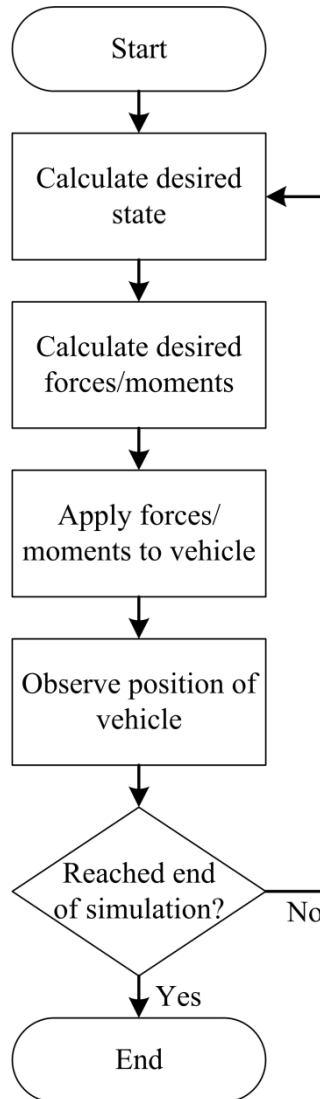 Start
Calculate desired
state
Calculate desired
forces/moments
Apply forces/
moments to vehicle
Observe position of
vehicle
Reached end
of simulation?
No
Yes
End